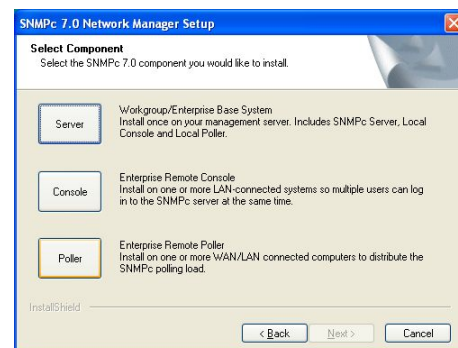 SNMPc 7.0 Network Manager Setup
Select Component
Select the SNMPc 7.0 component you would like to install.
Server
Workgroup/Enterprise Base System
Install once on your management server. Includes SNMPc Server, Local
Console and Local Poller.
Console
Enterprise Remote Console
Install on one or more LAN-connected systems so multiple users can log
in to the SNMPc server at the same time.
Poller
Enterprise Remote Poller
Install on one or more WAN/LAN connected computers to distribute the
SNMPc polling load.
InstallShield
< Back
Next >
Cancel